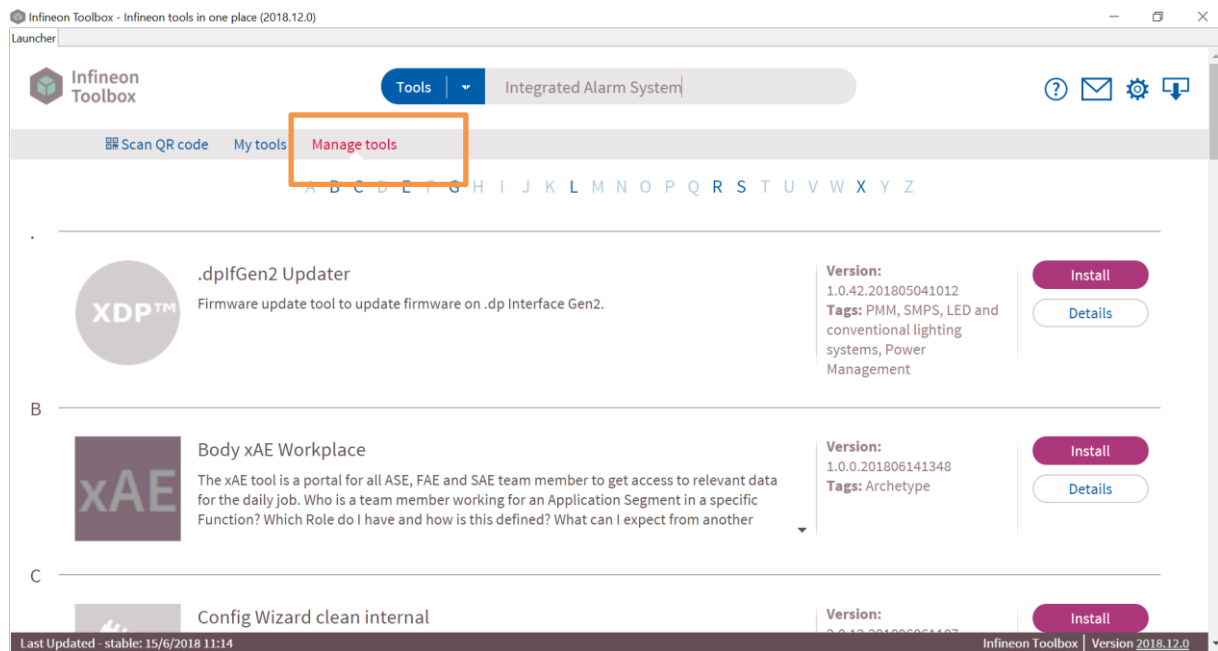 Infineon Toolbox - Infineon tools in one place (2018.12.0)
Launcher
Infineon
Toolbox
Tools
Integrated Alarm System
Scan QR code My tools Manage tools
A B C D E F G H I J K L M N O P Q R S T U V W X Y Z
.
XDP™
.dpIfGen2 Updater
Firmware update tool to update firmware on .dp Interface Gen2.
Version:
1.0.42.201805041012
Tags: PMM, SMPS, LED and
conventional lighting
systems, Power
Management
Install
Details
B
xAE
Body xAE Workplace
The xAE tool is a portal for all ASE, FAE and SAE team member to get access to relevant data
for the daily job. Who is a team member working for an Application Segment in a specific
Function? Which Role do I have and how is this defined? What can I expect from another
Version:
1.0.0.201806141348
Tags: Archetype
Install
Details
C
Config Wizard clean internal
Version:
Install
Last Updated - stable: 15/6/2018 11:14
Infineon Toolbox | Version 2018.12.0